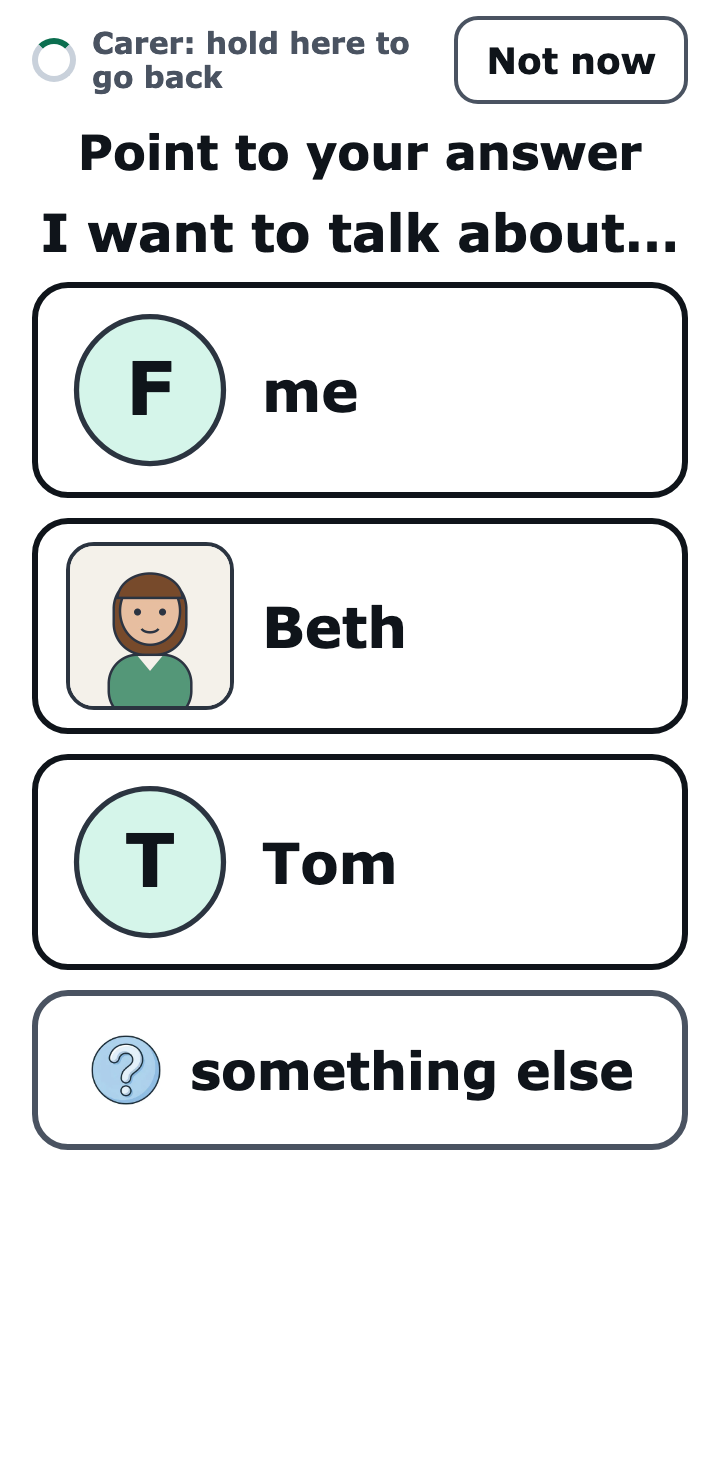 Carer: hold here to
go back
Not now
Point to your answer
I want to talk about...
F
me
Beth
T
Tom
?
something else